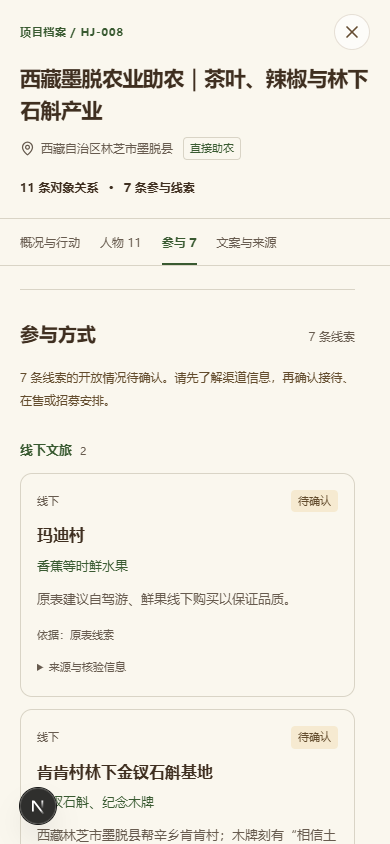 项目档案 / HJ-008
西藏墨脱农业助农｜茶叶、辣椒与林下
石斛产业
西藏自治区林芝市墨脱县 直接助农
11 条对象关系 • 7 条参与线索
概况与行动 人物 11 参与 7 文案与来源
参与方式 7 条线索
7 条线索的开放情况待确认。请先了解渠道信息，再确认接待、
在售或招募安排。
线下文旅 2
线下 待确认
玛迪村
香蕉等时鲜水果
原表建议自驾游、鲜果线下购买以保证品质。
依据：原表线索
▶ 来源与核验信息
线下 待确认
肯肯村林下金钗石斛基地
钗石斛、纪念木牌
N
西藏林芝市墨脱县帮辛乡肯肯村；木牌刻有“相信土